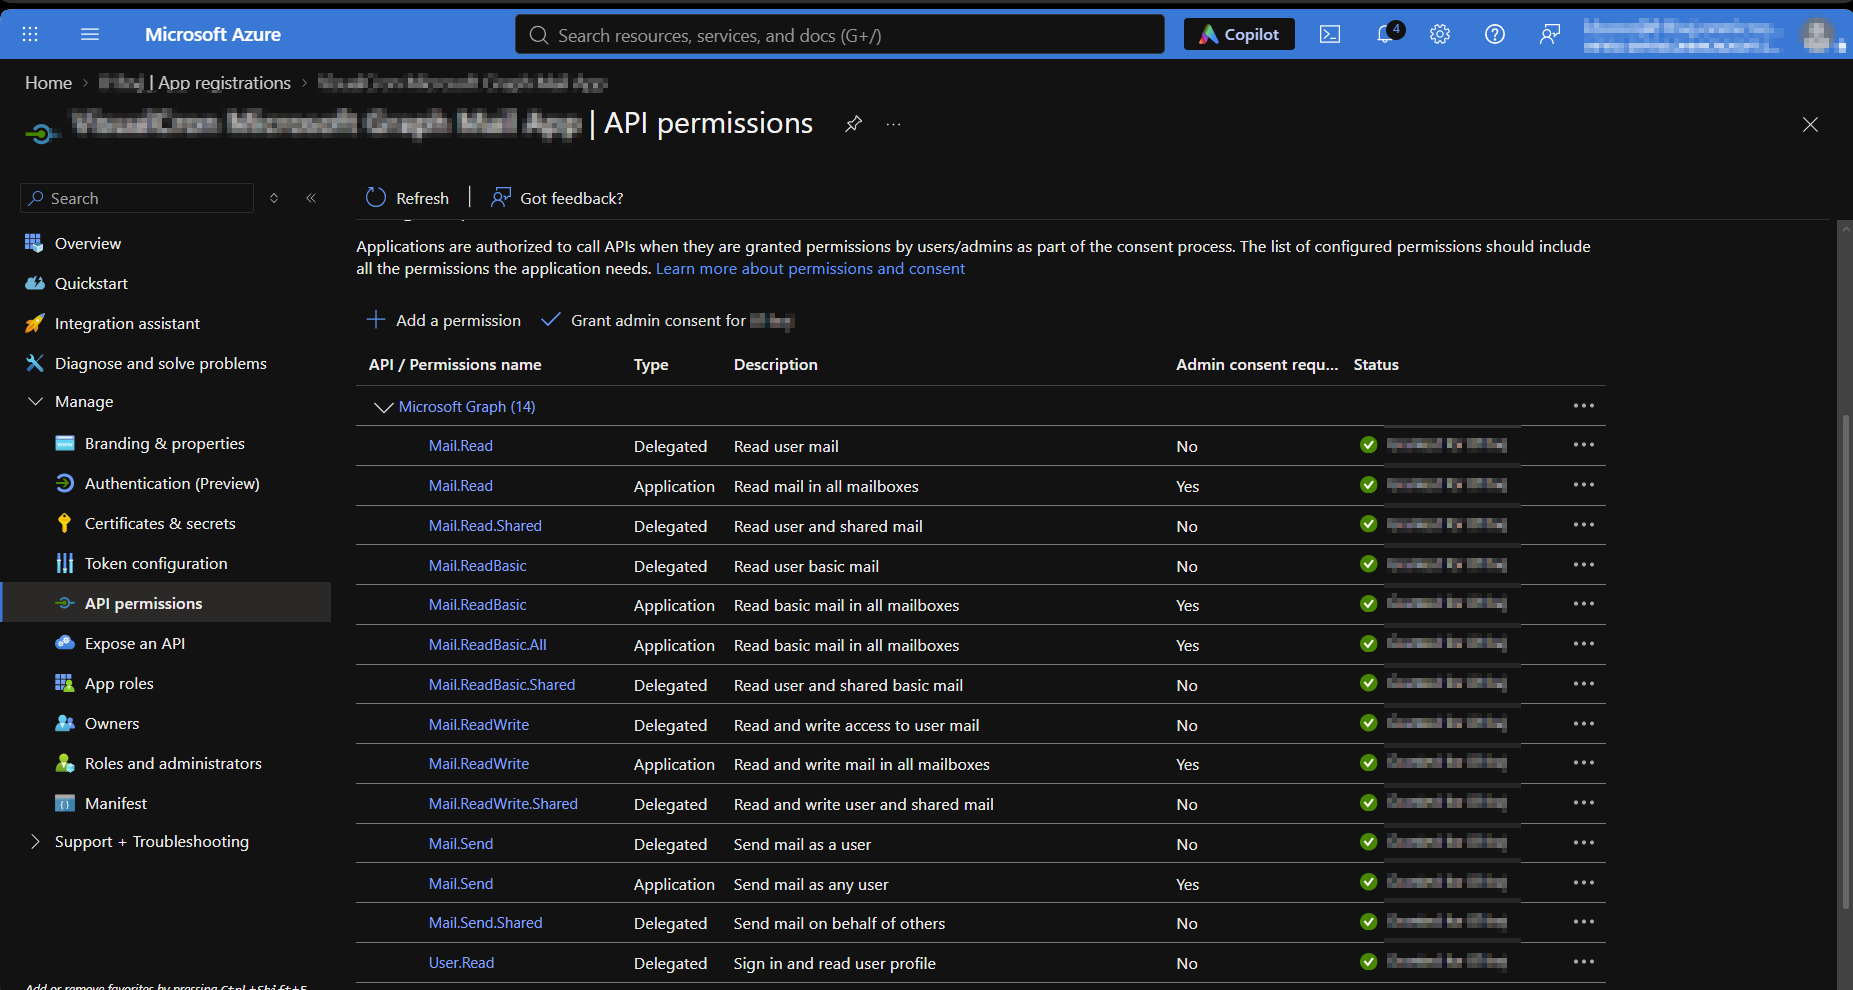 Microsoft Azure
Search resources, services, and docs (G+/)
Copilot
4
Home
| App registrations
| API permissions
Search
Refresh
Got feedback?
Overview
Quickstart
Integration assistant
Diagnose and solve problems
Manage
Branding & properties
Authentication (Preview)
Certificates & secrets
Token configuration
API permissions
Expose an API
App roles
Owners
Roles and administrators
Manifest
Support + Troubleshooting
Add or remove favorites by pressing Ctrl+Shift+F
Applications are authorized to call APIs when they are granted permissions by users/admins as part of the consent process. The list of configured permissions should include
all the permissions the application needs. Learn more about permissions and consent
Add a permission
Grant admin consent for
API / Permissions name Type Description Admin consent requ... Status
Microsoft Graph (14)
Mail.Read Delegated Read user mail No
Mail.Read Application Read mail in all mailboxes Yes
Mail.Read.Shared Delegated Read user and shared mail No
Mail.ReadBasic Delegated Read user basic mail No
Mail.ReadBasic Application Read basic mail in all mailboxes Yes
Mail.ReadBasic.All Application Read basic mail in all mailboxes Yes
Mail.ReadBasic.Shared Delegated Read user and shared basic mail No
Mail.ReadWrite Delegated Read and write access to user mail No
Mail.ReadWrite Application Read and write mail in all mailboxes Yes
Mail.ReadWrite.Shared Delegated Read and write user and shared mail No
Mail.Send Delegated Send mail as a user No
Mail.Send Application Send mail as any user Yes
Mail.Send.Shared Delegated Send mail on behalf of others No
User.Read Delegated Sign in and read user profile No